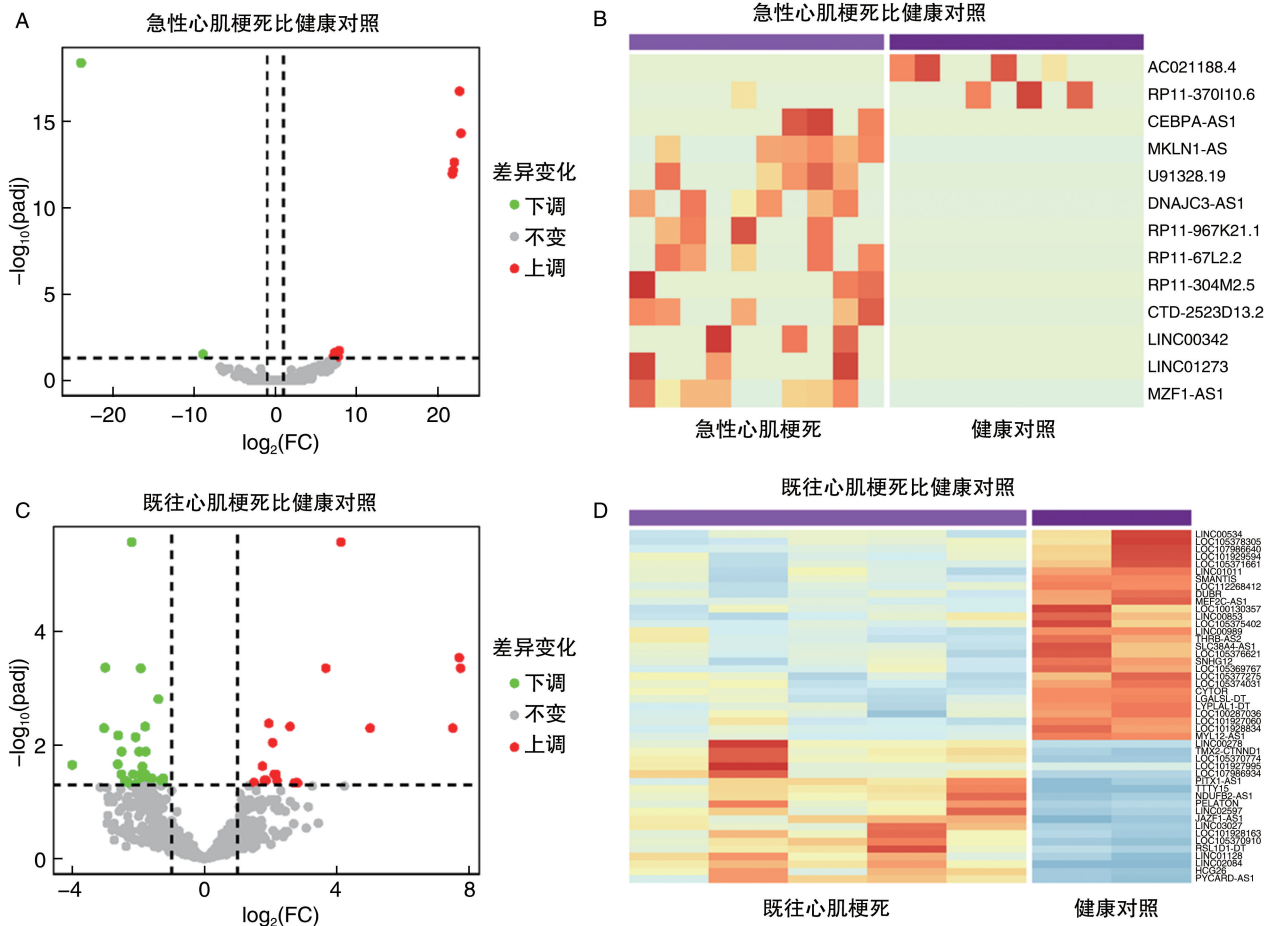 A
急性心肌梗死比健康对照
15
10
5
0
−log₁₀(padj)
−20
−10
0
10
20
log₂(FC)
差异变化
下调
不变
上调
B
急性心肌梗死比健康对照
AC021188.4
RP11-370I10.6
CEBPA-AS1
MKLN1-AS
U91328.19
DNAJC3-AS1
RP11-967K21.1
RP11-67L2.2
RP11-304M2.5
CTD-2523D13.2
LINC00342
LINC01273
MZF1-AS1
急性心肌梗死
健康对照
C
既往心肌梗死比健康对照
4
2
0
−log₁₀(padj)
−4
0
4
8
log₂(FC)
差异变化
下调
不变
上调
D
既往心肌梗死比健康对照
LINC00534
LOC105378305
LOC107986640
LOC101929594
LOC105371661
LINC01011
SMANTIS
LOC112268412
DUBR
MEF2C-AS1
LOC100130357
LINC00853
LOC105375402
LINC00989
THRB-AS2
SLC38A4-AS1
LOC105376621
SNHG12
LOC105369767
LOC105377275
LOC105374031
CYTOR
LGALSL-DT
LYPLAL1-DT
LOC100287036
LOC101927060
LOC101928834
MYL12-AS1
LINC00278
TMX2-CTNND1
LOC105370774
LOC101927995
LOC107986934
PITX1-AS1
TTTY15
NDUFB2-AS1
PELATON
LINC02597
JAZF1-AS1
LINC03027
LOC101928163
LOC105370910
RSL1D1-DT
LINC01128
LINC02084
HCG26
PYCARD-AS1
既往心肌梗死
健康对照